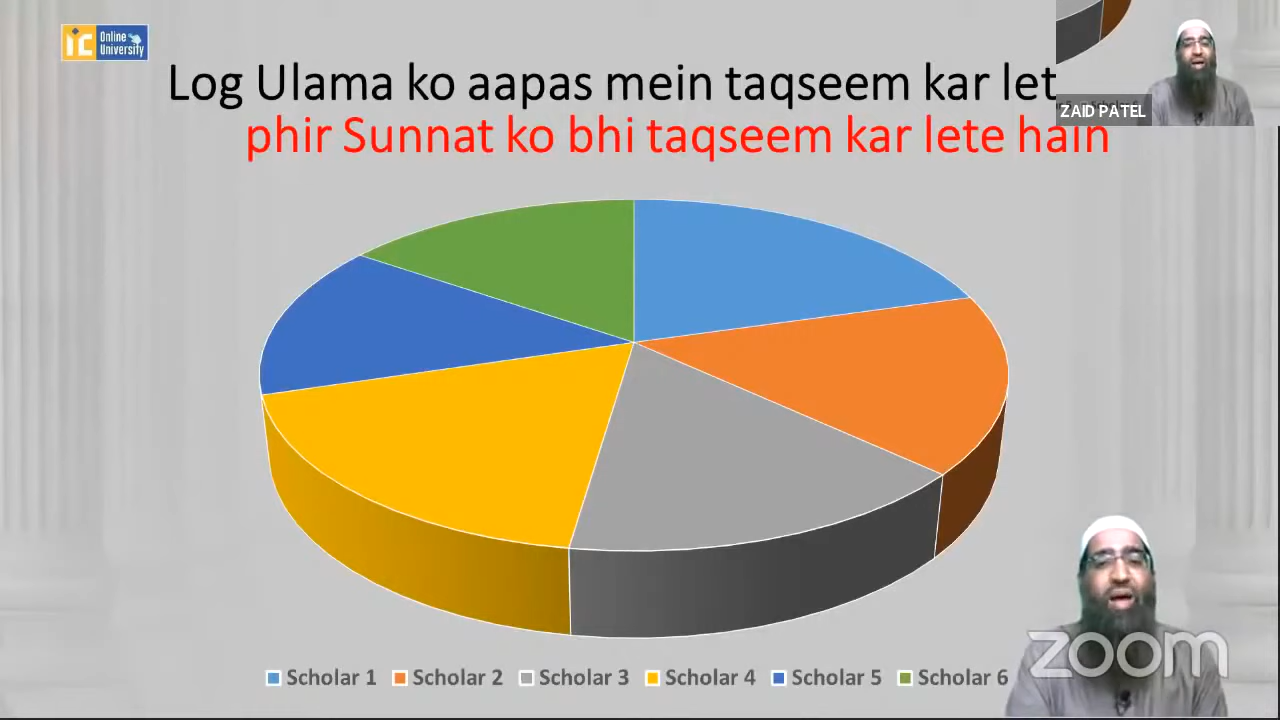 iC Online University
Log Ulama ko aapas mein taqseem kar let
phir Sunnat ko bhi taqseem kar lete hain
ZAID PATEL
Scholar 1 Scholar 2 Scholar 3 Scholar 4 Scholar 5 Scholar 6
zoom